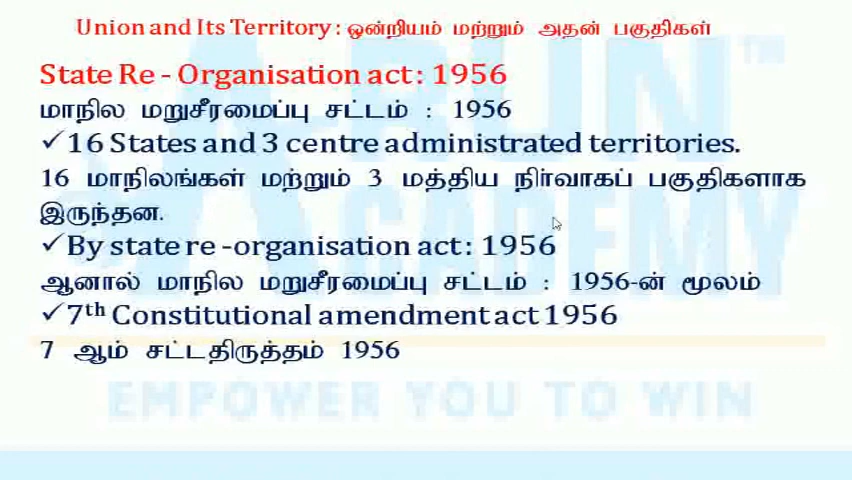 Union and Its Territory : ஒன்றியம் மற்றும் அதன் பகுதிகள்
State Re - Organisation act : 1956
மாநில மறுசீரமைப்பு சட்டம் : 1956
✓16 States and 3 centre administrated territories.
16 மாநிலங்கள் மற்றும் 3 மத்திய நிர்வாகப் பகுதிகளாக
இருந்தன.
✓By state re -organisation act : 1956
ஆனால் மாநில மறுசீரமைப்பு சட்டம் : 1956-ன் மூலம்
✓7th Constitutional amendment act 1956
7 ஆம் சட்டதிருத்தம் 1956
ARUN TM
ACADEMY
EMPOWER YOU TO WIN